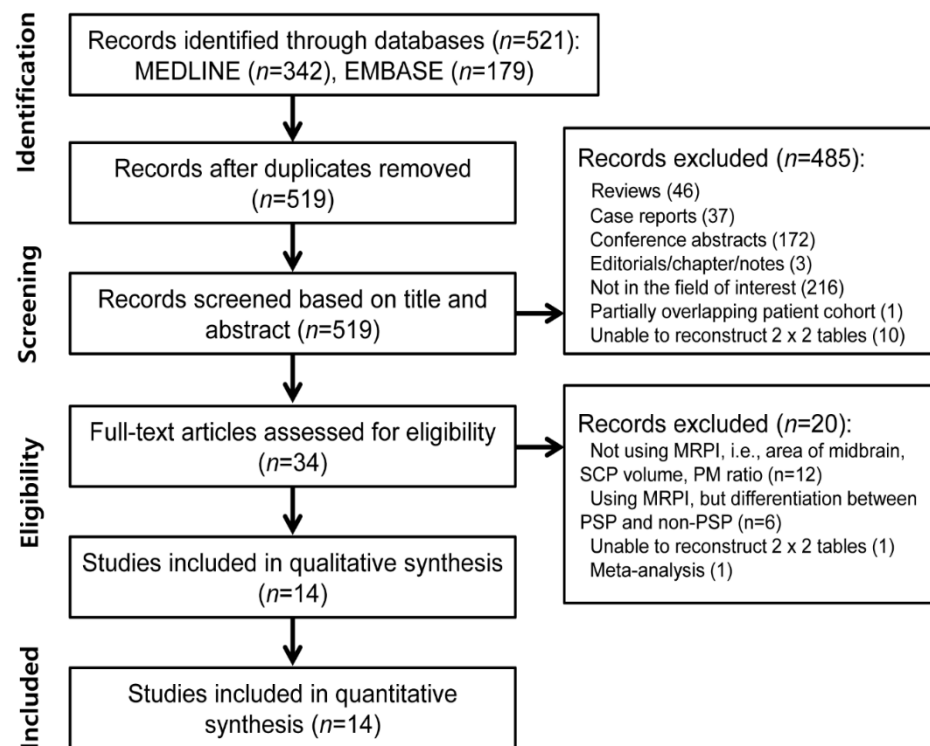 Identification
Records identified through databases (n=521):
MEDLINE (n=342), EMBASE (n=179)
Records after duplicates removed
(n=519)
Screening
Records screened based on title and
abstract (n=519)
Records excluded (n=485):
Reviews (46)
Case reports (37)
Conference abstracts (172)
Editorials/chapter/notes (3)
Not in the field of interest (216)
Partially overlapping patient cohort (1)
Unable to reconstruct 2 x 2 tables (10)
Eligibility
Full-text articles assessed for eligibility
(n=34)
Records excluded (n=20):
Not using MRPI, i.e., area of midbrain,
SCP volume, PM ratio (n=12)
Using MRPI, but differentiation between
PSP and non-PSP (n=6)
Unable to reconstruct 2 x 2 tables (1)
Meta-analysis (1)
Studies included in qualitative synthesis
(n=14)
Included
Studies included in quantitative
synthesis (n=14)